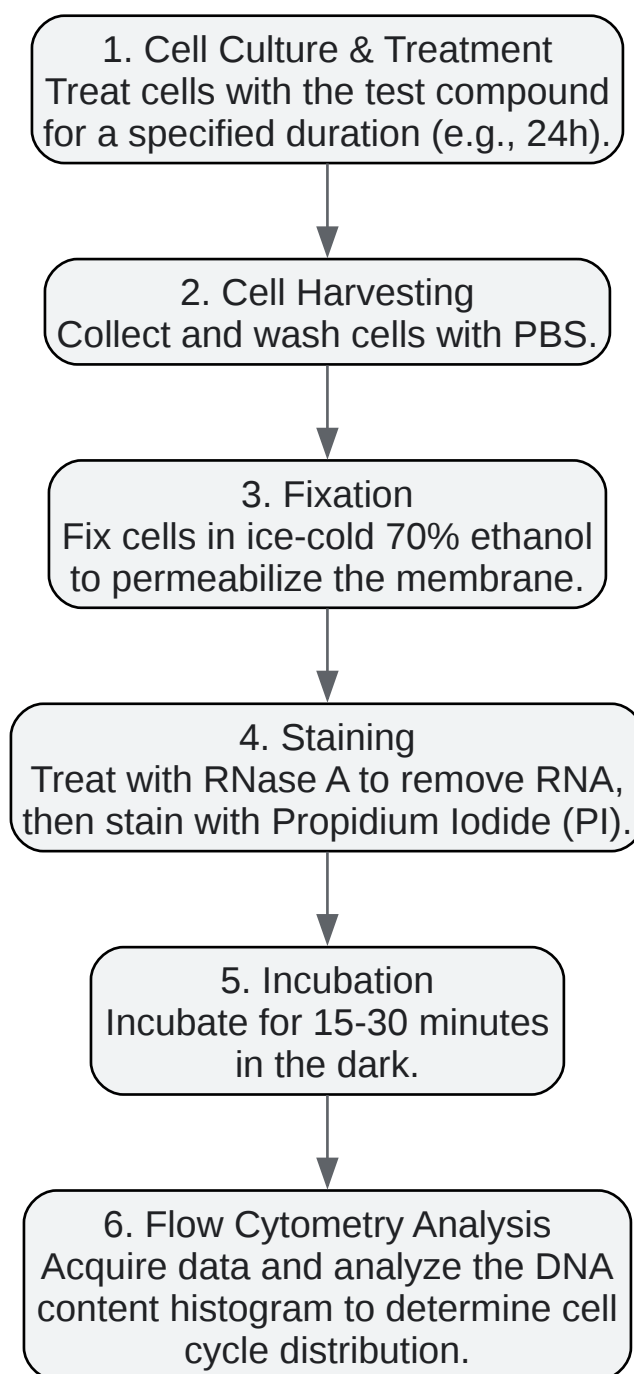 1. Cell Culture & Treatment
Treat cells with the test compound
for a specified duration (e.g., 24h).
2. Cell Harvesting
Collect and wash cells with PBS.
3. Fixation
Fix cells in ice-cold 70% ethanol
to permeabilize the membrane.
4. Staining
Treat with RNase A to remove RNA,
then stain with Propidium Iodide (PI).
5. Incubation
Incubate for 15-30 minutes
in the dark.
6. Flow Cytometry Analysis
Acquire data and analyze the DNA
content histogram to determine cell
cycle distribution.